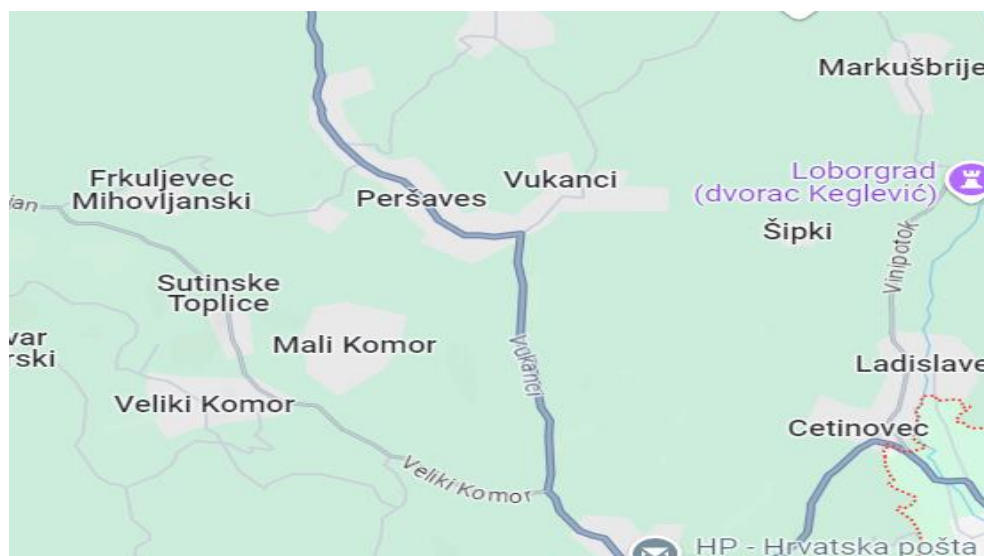 Markušbrije
Frkuljevec
Mihovljanski
Peršaves
Vukanci
Loborgrad
(dvorac Keglević)
Šipki
Vinipotok
Sutinske
Toplice
Mali Komor
Vukanci
Ladislave
Veliki Komor
Cetinovec
Veliki Komor
HP - Hrvatska pošta